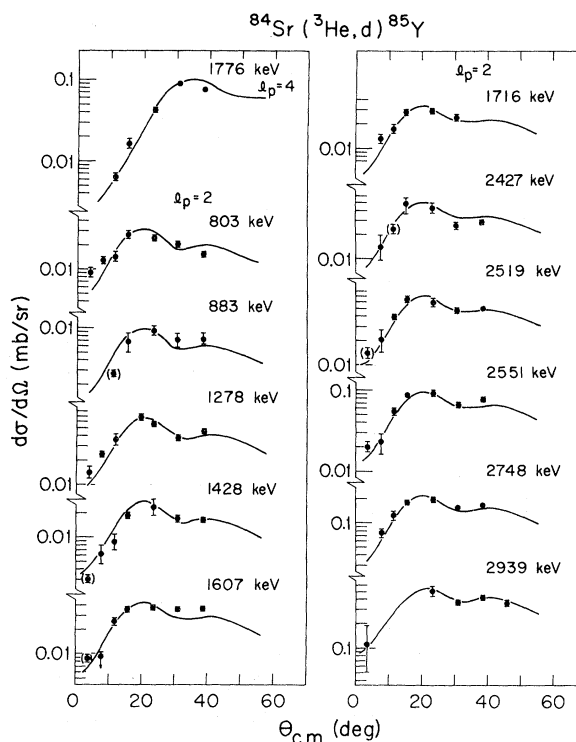 ⁸⁴Sr (³He,d) ⁸⁵Y
1776 keV
ℓp=4
0.1
0.01
ℓp=2
803 keV
0.01
883 keV
0.01
1278 keV
0.01
1428 keV
0.01
1607 keV
0.01
0 20 40 60
ℓp=2
1716 keV
0.01
2427 keV
0.01
2519 keV
0.01
2551 keV
0.1
0.01
2748 keV
0.1
2939 keV
0.1
0 20 40 60
dσ/dΩ (mb/sr)
θc.m. (deg)